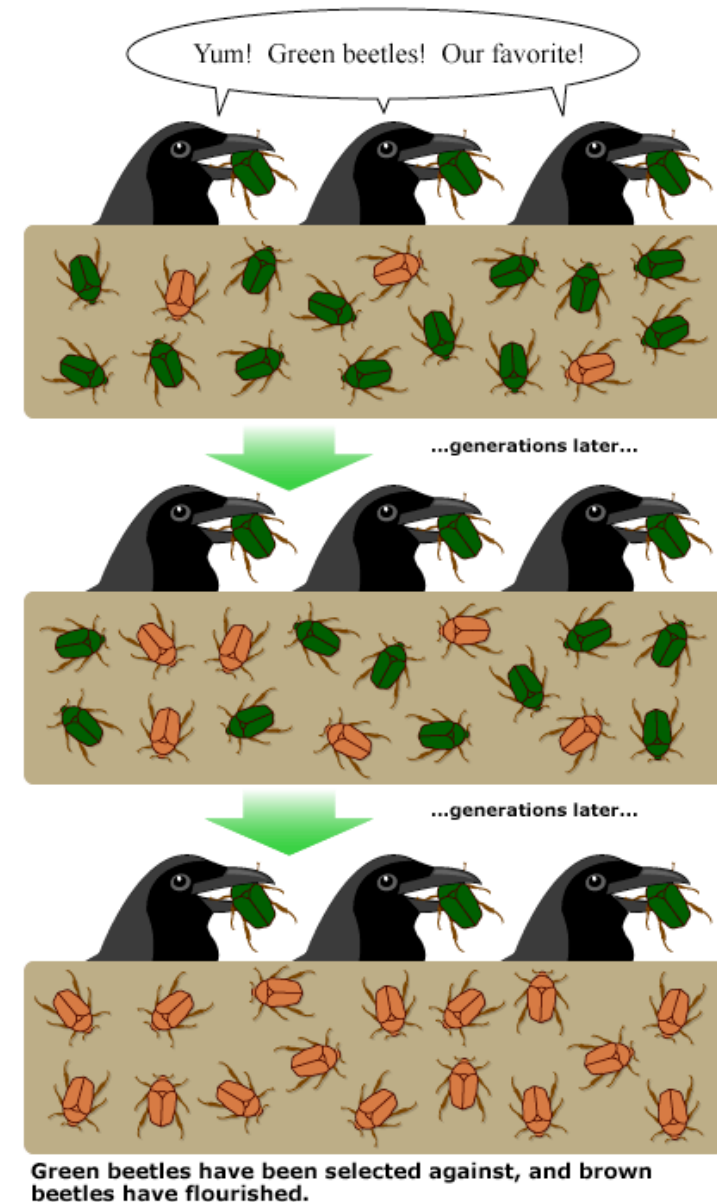 Yum! Green beetles! Our favorite!
...generations later...
...generations later...
Green beetles have been selected against, and brown
beetles have flourished.